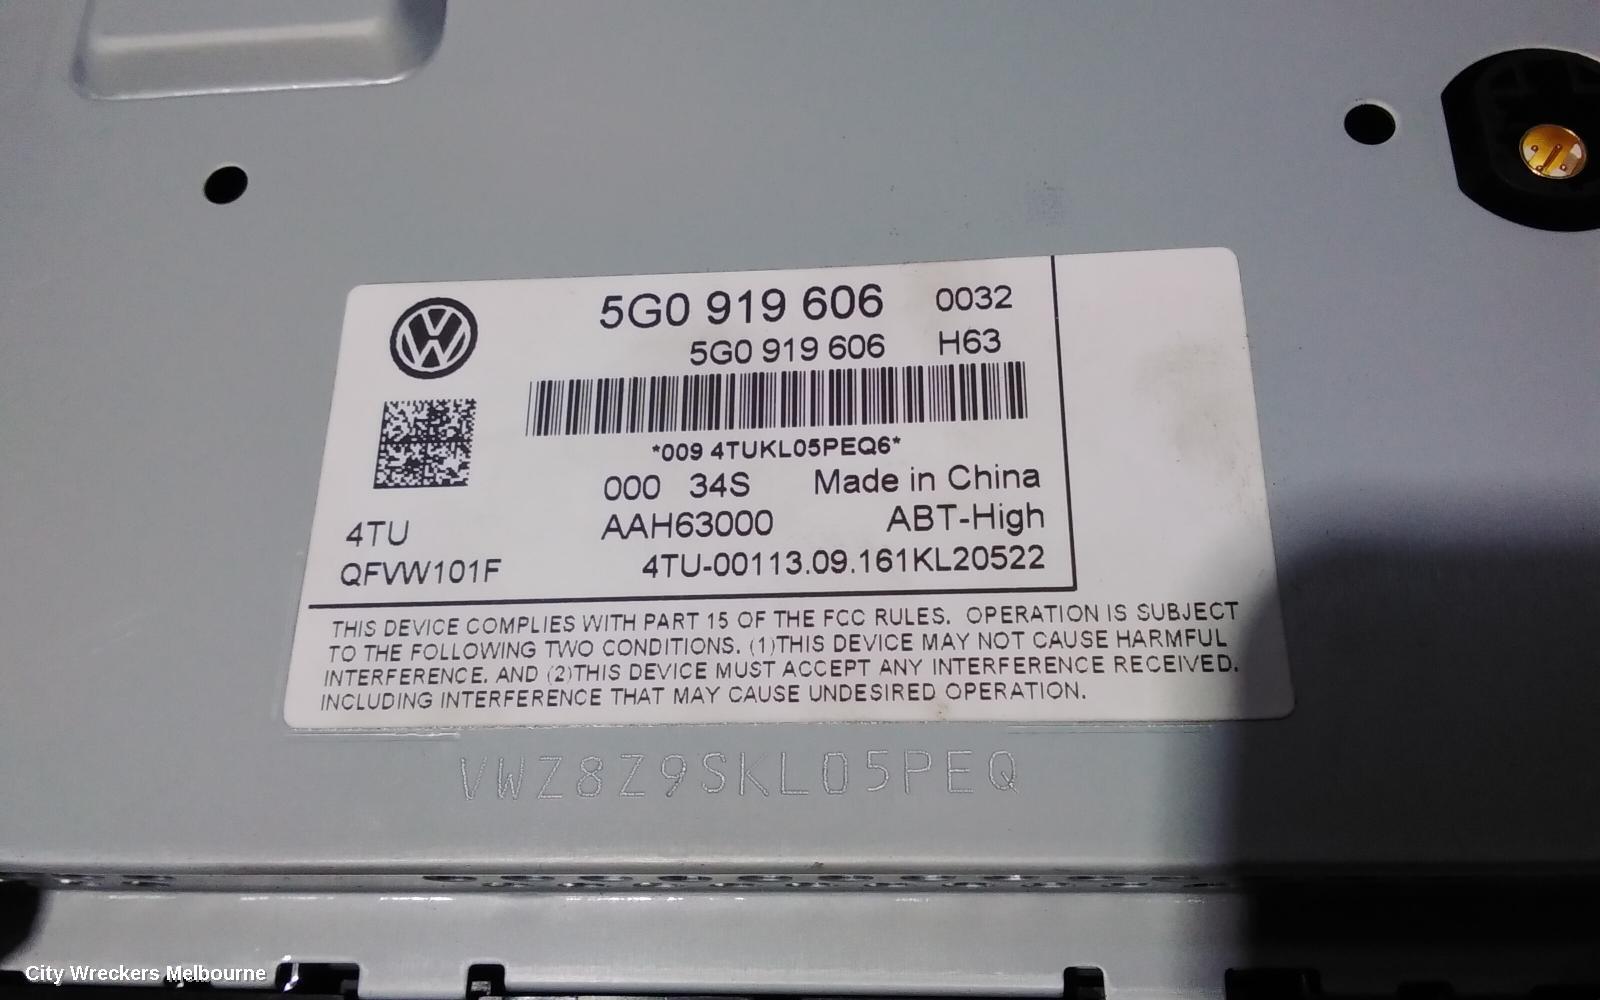 5G0 919 606 0032
5G0 919 606 H63
*009 4TUKL05PEQ6*
000 34S Made in China
4TU AAH63000 ABT-High
QFVW101F 4TU-00113.09.161KL20522
THIS DEVICE COMPLIES WITH PART 15 OF THE FCC RULES. OPERATION IS SUBJECT
TO THE FOLLOWING TWO CONDITIONS. (1)THIS DEVICE MAY NOT CAUSE HARMFUL
INTERFERENCE. AND (2)THIS DEVICE MUST ACCEPT ANY INTERFERENCE RECEIVED.
INCLUDING INTERFERENCE THAT MAY CAUSE UNDESIRED OPERATION.
VWZ8Z9SKL05PEQ
City Wreckers Melbourne